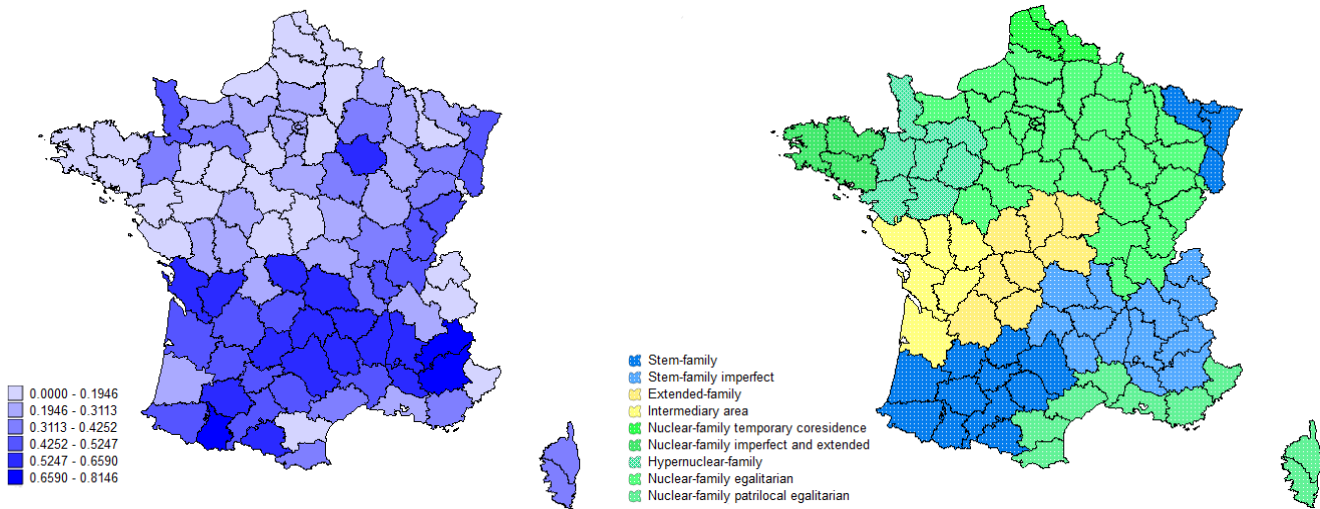 0.0000 - 0.1946
0.1946 - 0.3113
0.3113 - 0.4252
0.4252 - 0.5247
0.5247 - 0.6590
0.6590 - 0.8146
Stem-family
Stem-family imperfect
Extended-family
Intermediary area
Nuclear-family temporary coresidence
Nuclear-family imperfect and extended
Hypernuclear-family
Nuclear-family egalitarian
Nuclear-family patrilocal egalitarian